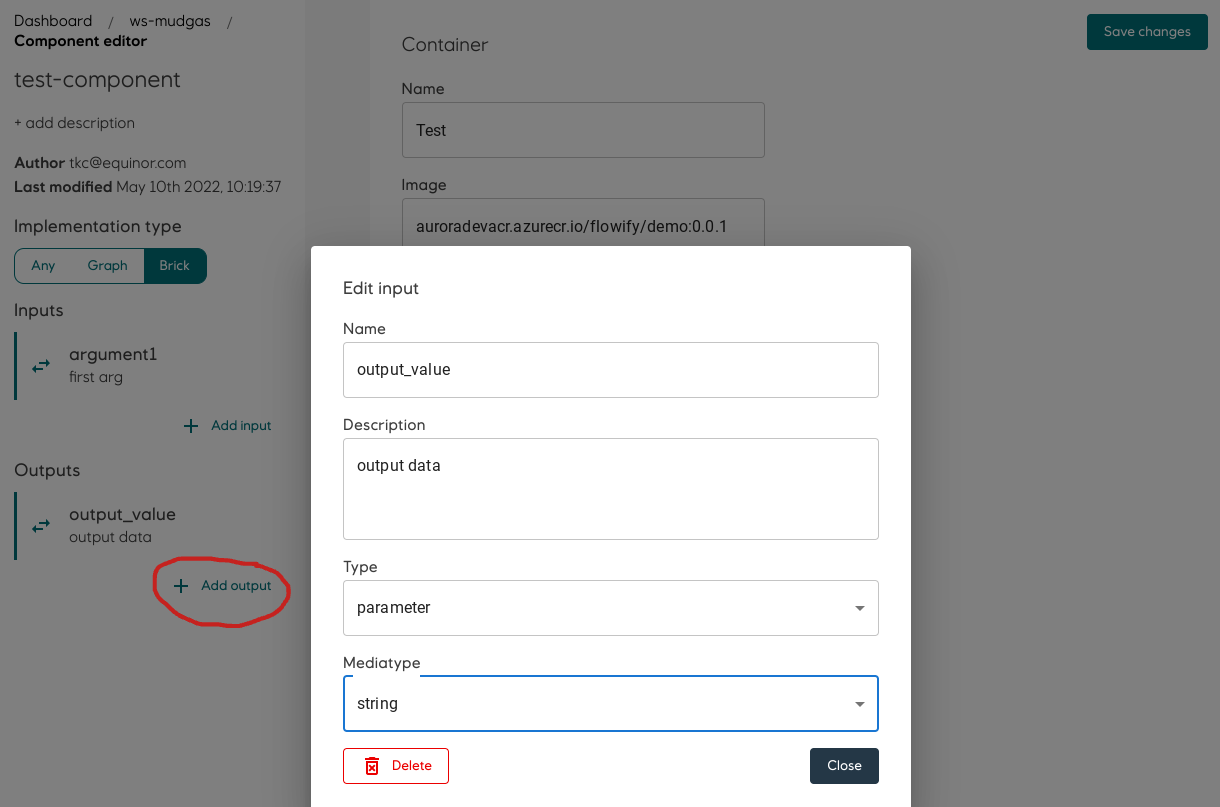 Dashboard / ws-mudgas /
Component editor
test-component
+ add description
Author tkc@equinor.com
Last modified May 10th 2022, 10:19:37
Implementation type
Any Graph Brick
Inputs
argument1
first arg
+ Add input
Outputs
output_value
output data
+ Add output
Save changes
Container
Name
Test
Image
auroradevacr.azurecr.io/flowify/demo:0.0.1
Edit input
Name
output_value
Description
output data
Type
parameter
Mediatype
string
Delete Close